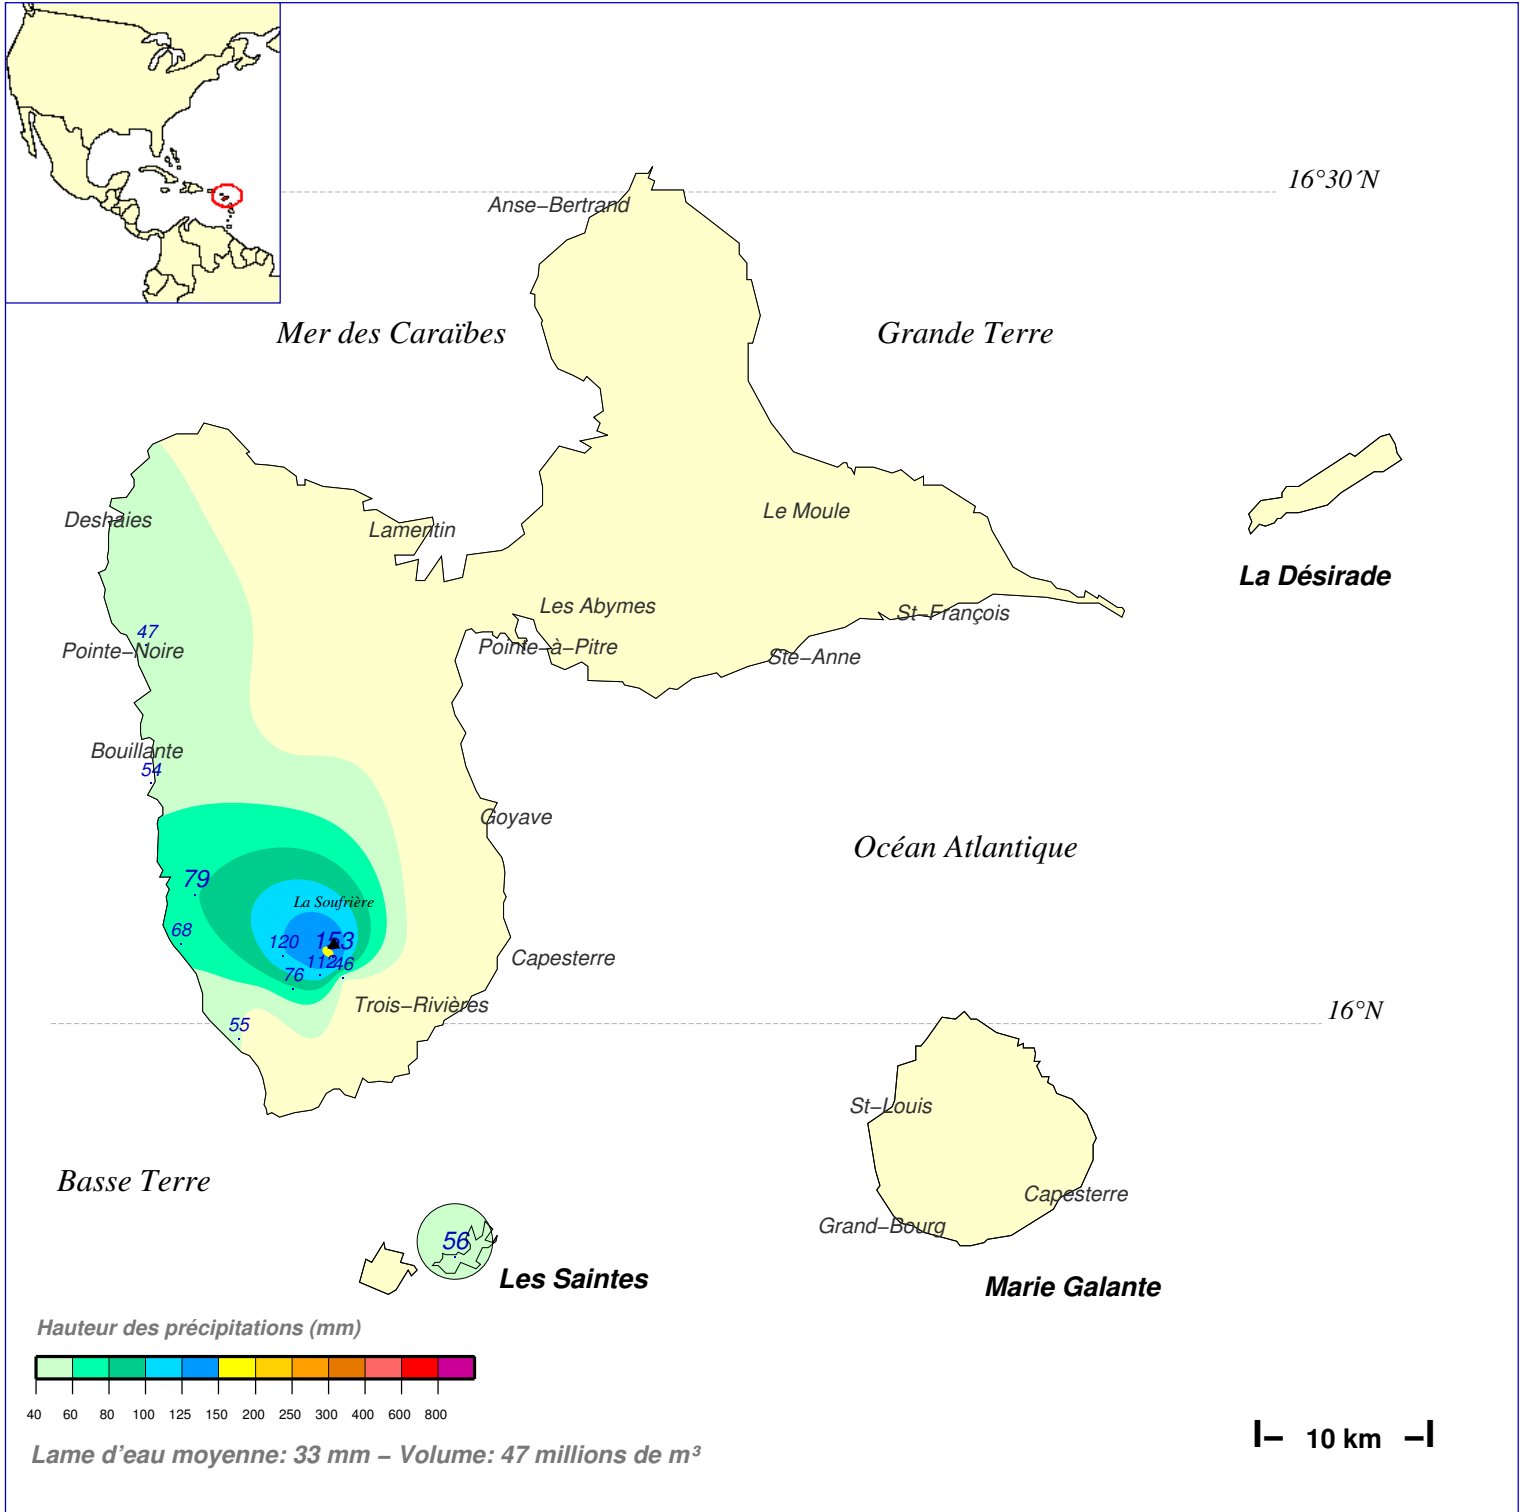 16°30´N
Anse−Bertrand
Mer des Caraïbes
Grande Terre
Deshaies
Lamentin
Le Moule
La Désirade
Les Abymes
St−François
47
Pointe−Noire
Pointe−à−Pitre
Ste−Anne
Bouillante
54
Goyave
Océan Atlantique
79
La Soufrière
68
120
153
112
46
76
Capesterre
Trois−Rivières
55
16°N
St−Louis
Basse Terre
Capesterre
Grand−Bourg
56
Les Saintes
Marie Galante
Hauteur des précipitations (mm)
40 60 80 100 125 150 200 250 300 400 600 800
10 km
Lame d'eau moyenne: 33 mm − Volume: 47 millions de m³